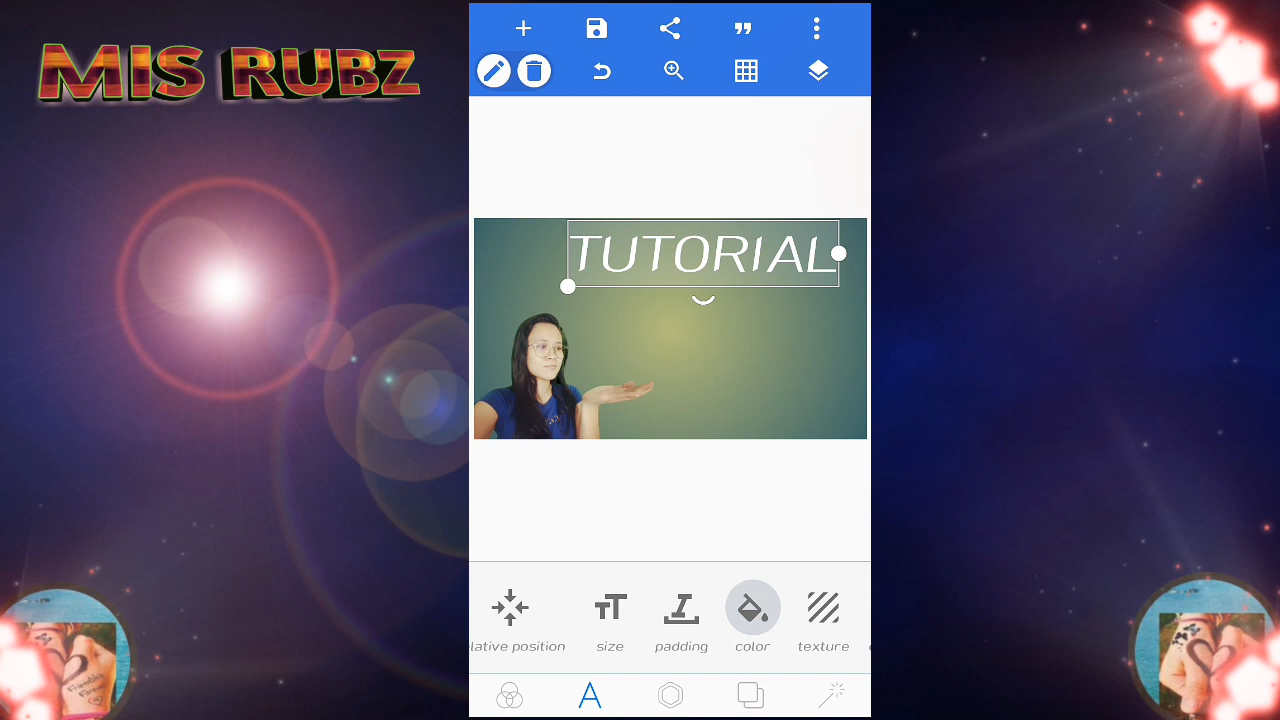 MIS RUBZ
TUTORIAL
lative position
size
padding
color
texture